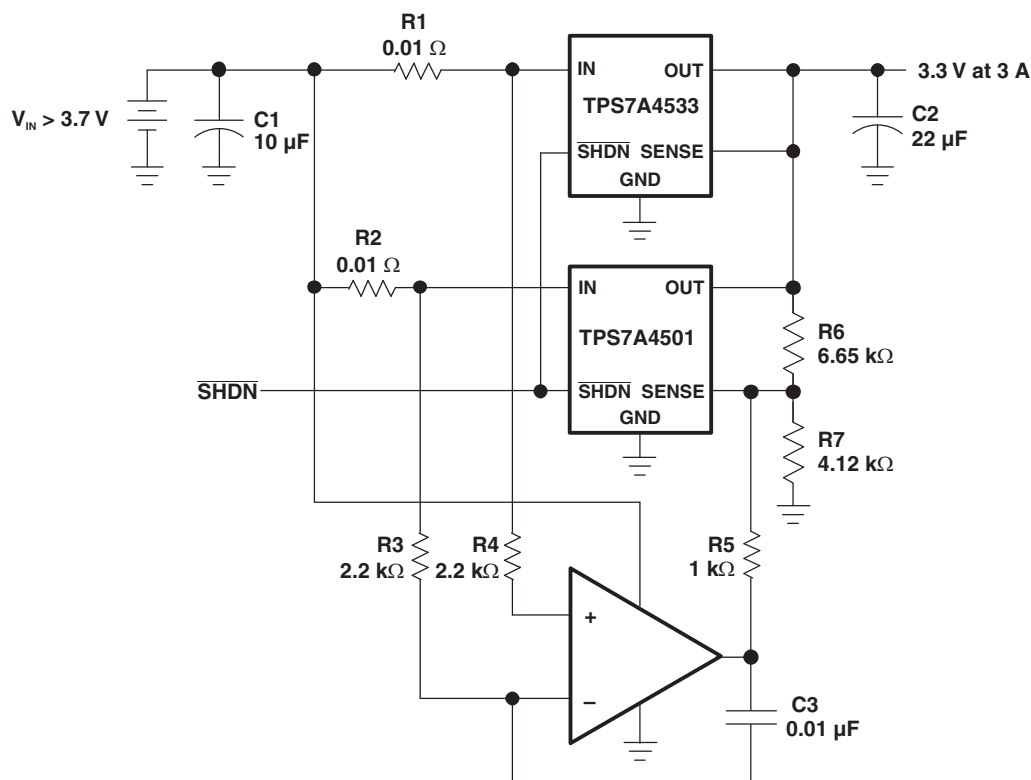 R1
0.01 Ω
IN
OUT
TPS7A4533
SHDN
SENSE
GND
3.3 V at 3 A
VIN > 3.7 V
C1
10 µF
C2
22 µF
R2
0.01 Ω
IN
OUT
TPS7A4501
SHDN
SENSE
GND
SHDN
R6
6.65 kΩ
R7
4.12 kΩ
R3
2.2 kΩ
R4
2.2 kΩ
R5
1 kΩ
+
–
C3
0.01 µF